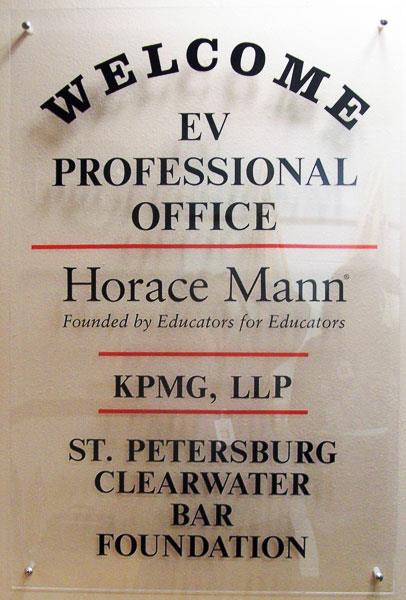 WELCOME
EV
PROFESSIONAL
OFFICE
Horace Mann®
Founded by Educators for Educators
KPMG, LLP
ST. PETERSBURG
CLEARWATER
BAR
FOUNDATION